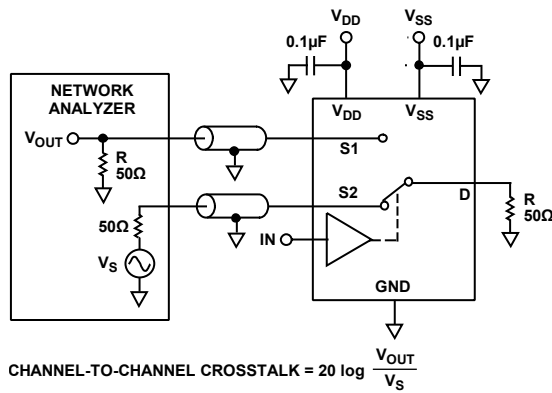 V_DD
V_SS
0.1µF
0.1µF
NETWORK
ANALYZER
V_DD
V_SS
V_OUT
S1
R
50Ω
S2
D
R
50Ω
50Ω
IN
V_S
GND
CHANNEL-TO-CHANNEL CROSSTALK = 20 log V_OUT / V_S